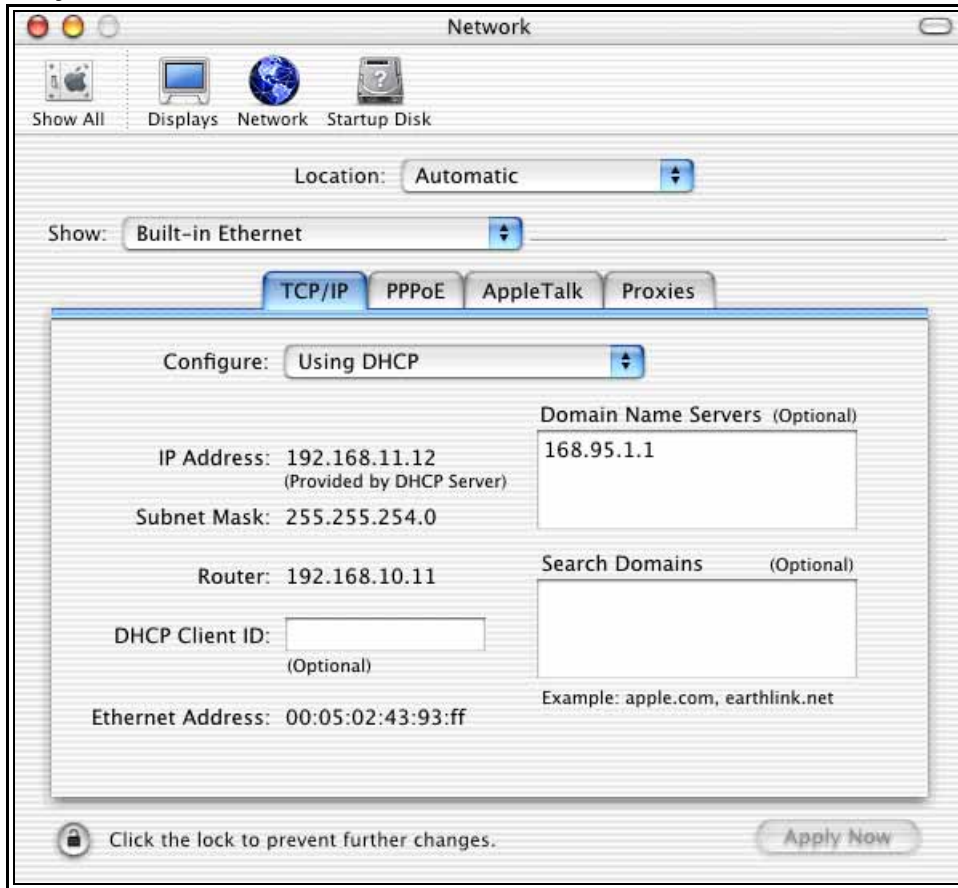 Network
Show All
Displays
Network
Startup Disk
Location: Automatic
Show: Built-in Ethernet
TCP/IP
PPPoE
AppleTalk
Proxies
Configure: Using DHCP
Domain Name Servers (Optional)
168.95.1.1
IP Address: 192.168.11.12
(Provided by DHCP Server)
Subnet Mask: 255.255.254.0
Router: 192.168.10.11
Search Domains (Optional)
DHCP Client ID:
(Optional)
Example: apple.com, earthlink.net
Ethernet Address: 00:05:02:43:93:ff
Click the lock to prevent further changes.
Apply Now